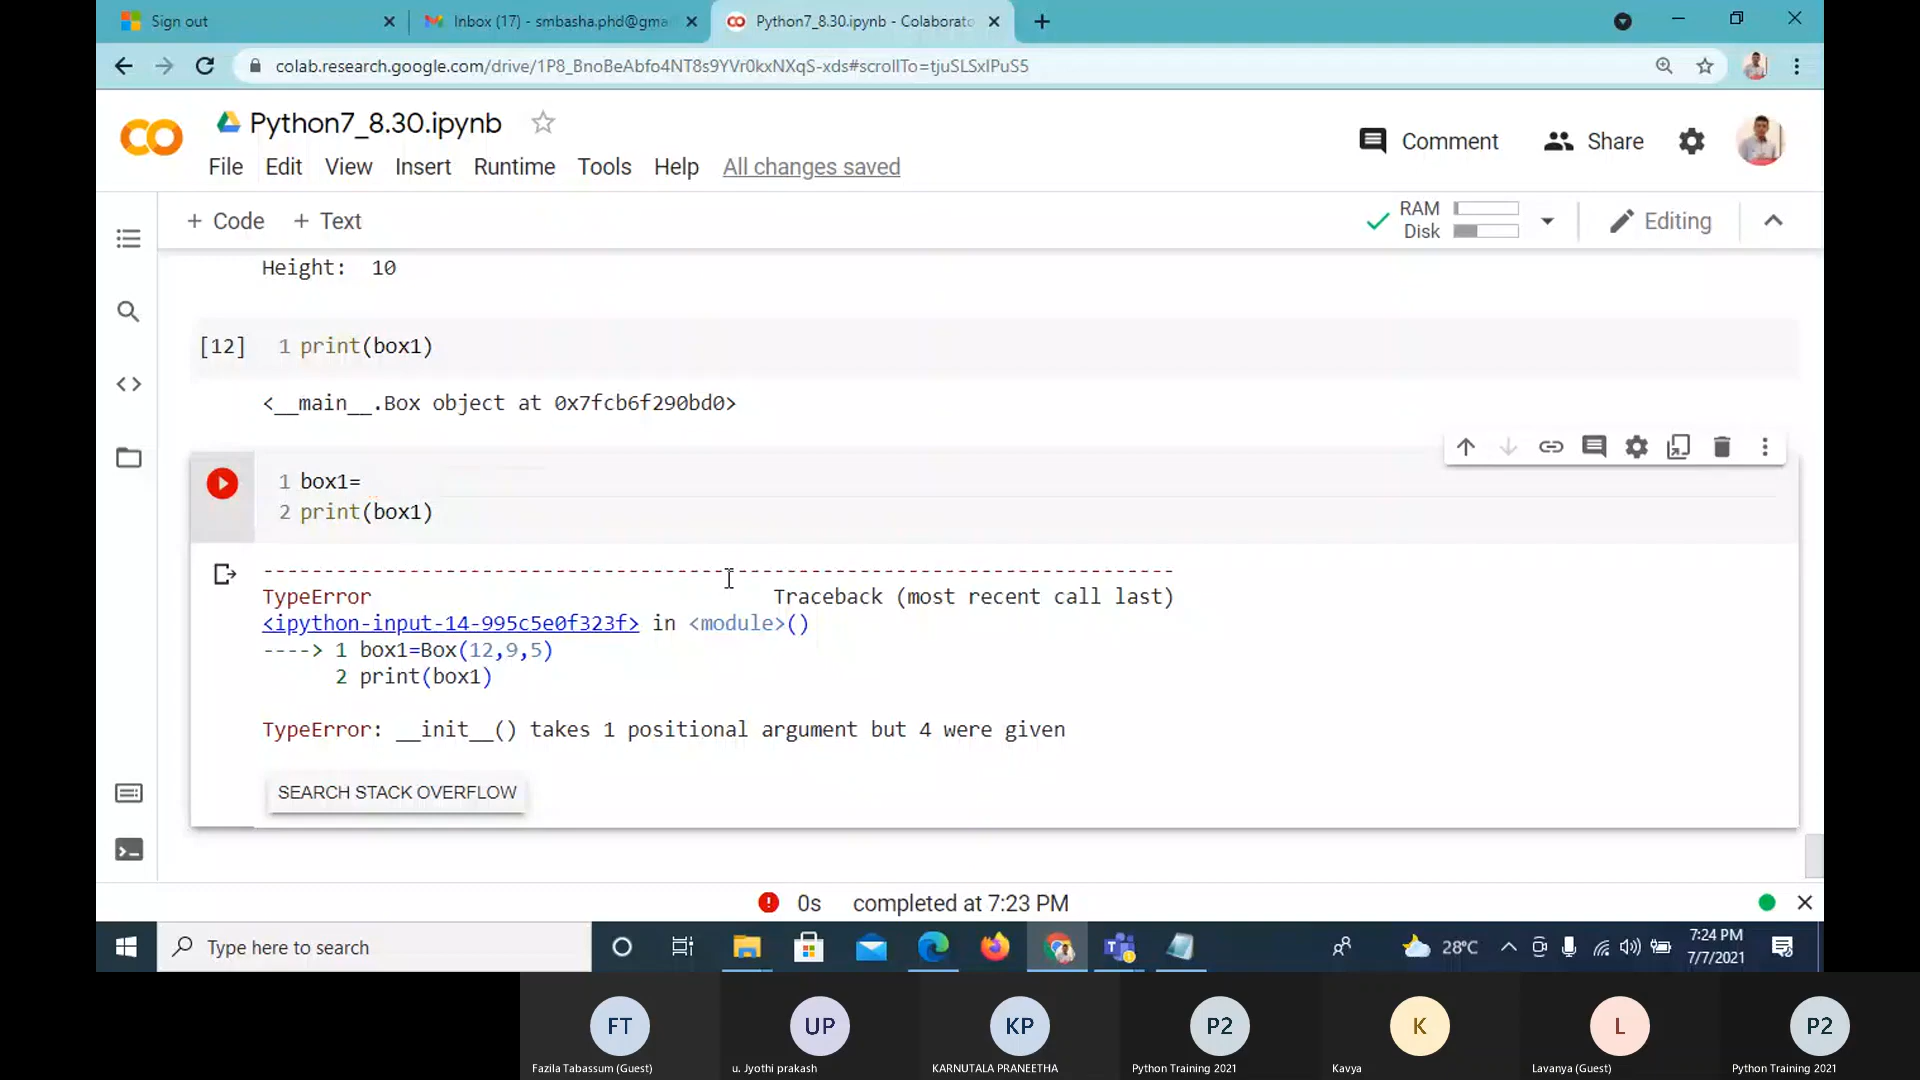 Sign out
Inbox (17) - smbasha.phd@gma
Python7_8.30.ipynb - Colaborato
colab.research.google.com/drive/1P8_BnoBeAbfo4NT8s9YVr0kxNXqS-xds#scrollTo=tjuSLSxIPuS5
CO
Python7_8.30.ipynb
Comment
Share
File Edit View Insert Runtime Tools Help All changes saved
+ Code + Text
RAM
Disk
Editing
Height:  10
[12] 1 print(box1)
<__main__.Box object at 0x7fcb6f290bd0>
1 box1=
2 print(box1)
---------------------------------------------------------------------------
TypeError                                 Traceback (most recent call last)
<ipython-input-14-995c5e0f323f> in <module>()
----> 1 box1=Box(12,9,5)
      2 print(box1)
TypeError: __init__() takes 1 positional argument but 4 were given
SEARCH STACK OVERFLOW
0s completed at 7:23 PM
Type here to search
28°C
7:24 PM
7/7/2021
FT
UP
KP
P2
K
L
P2
Fazila Tabassum (Guest)
u. Jyothi prakash
KARNUTALA PRANEETHA
Python Training 2021
Kavya
Lavanya (Guest)
Python Training 2021